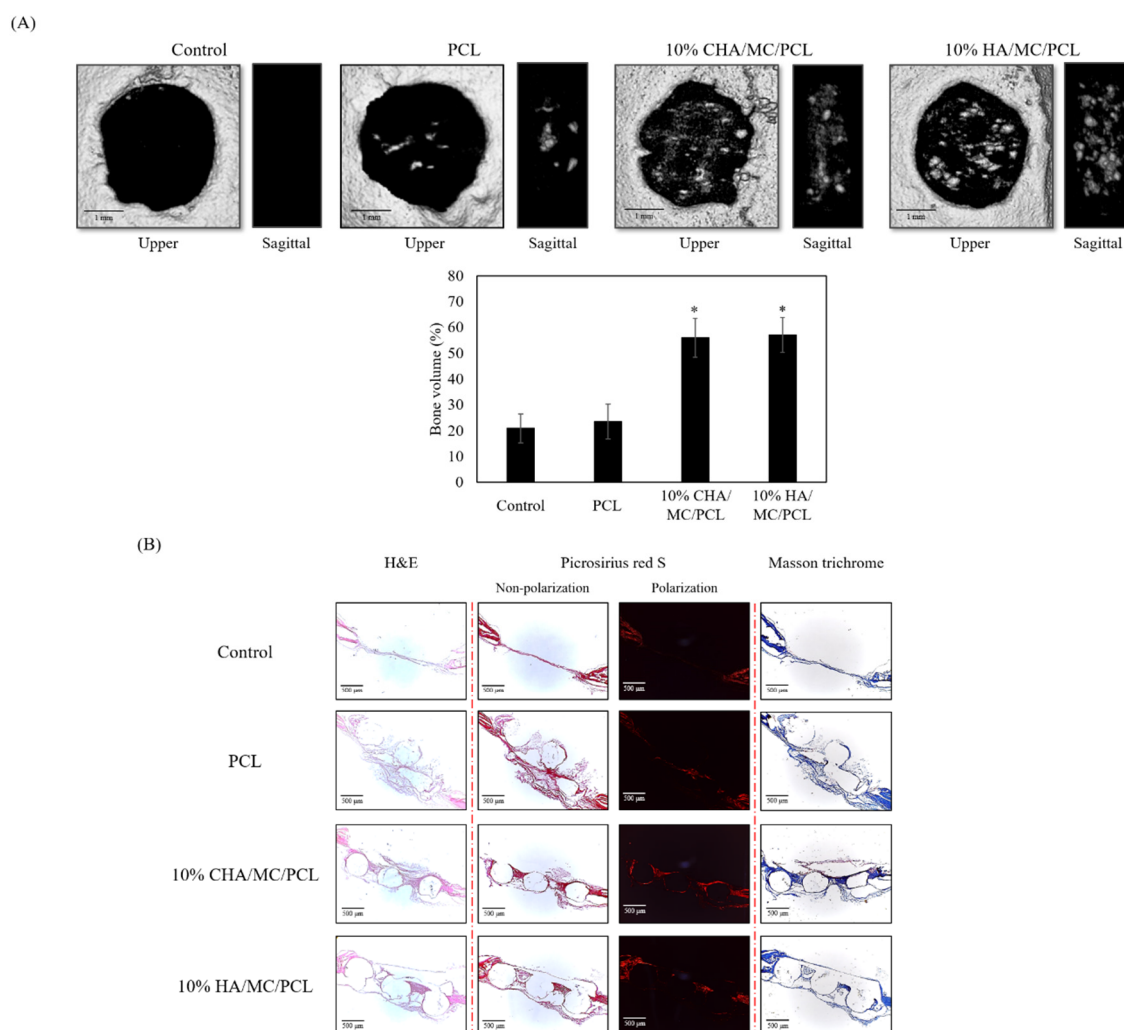 (A)
Control PCL 10% CHA/MC/PCL 10% HA/MC/PCL
1 mm 1 mm 1 mm 1 mm
Upper Sagittal Upper Sagittal Upper Sagittal Upper Sagittal
80
70
60
50
40
30
20
10
0
Bone volume (%)
* *
Control PCL 10% CHA/ 10% HA/
MC/PCL MC/PCL
(B)
H&E Picrosirius red S Masson trichrome
Non-polarization Polarization
Control
500 μm 500 μm 500 μm 500 μm
PCL
500 μm 500 μm 500 μm 500 μm
10% CHA/MC/PCL
500 μm 500 μm 500 μm 500 μm
10% HA/MC/PCL
500 μm 500 μm 500 μm 500 μm